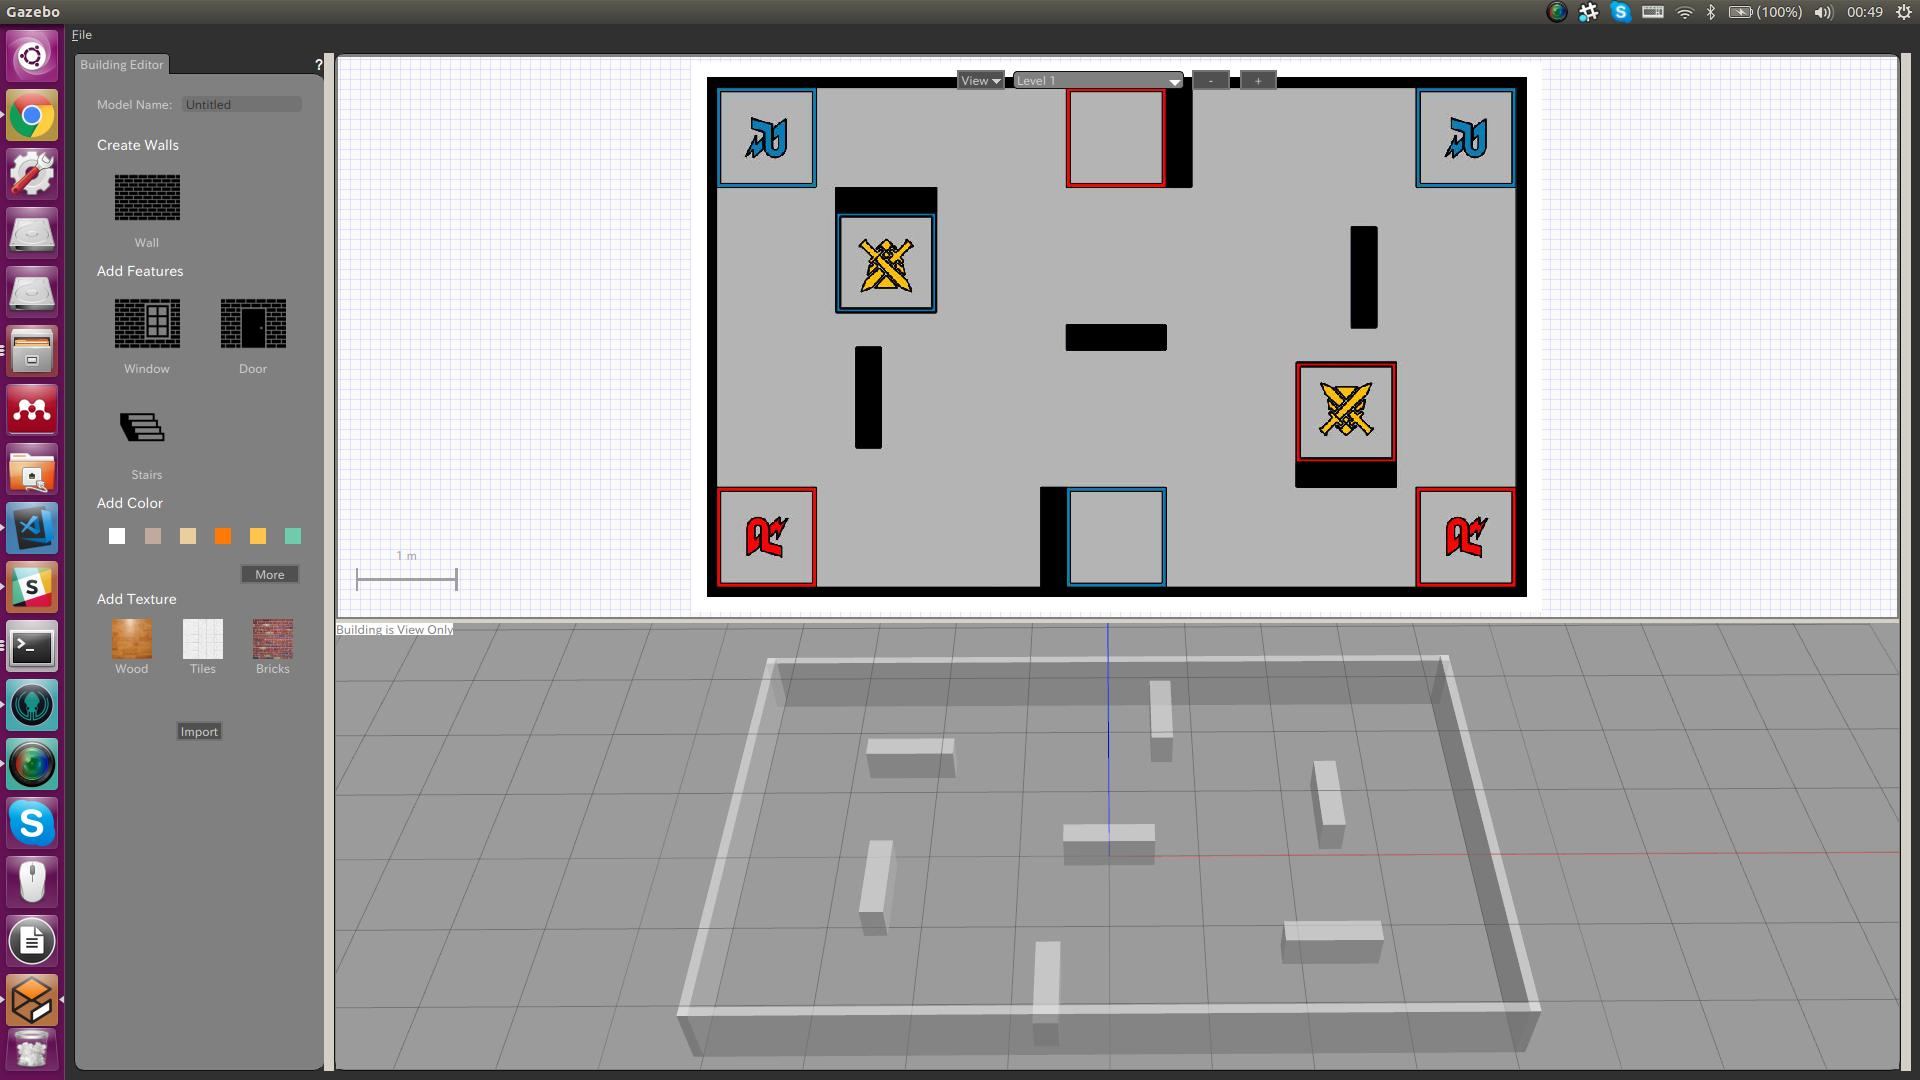 Gazebo
(100%)
00:49
File
Building Editor
?
Model Name:
Untitled
Create Walls
Wall
Add Features
Window
Door
Stairs
Add Color
More
Add Texture
Wood
Tiles
Bricks
Import
View
Level 1
-
+
1 m
Building is View Only